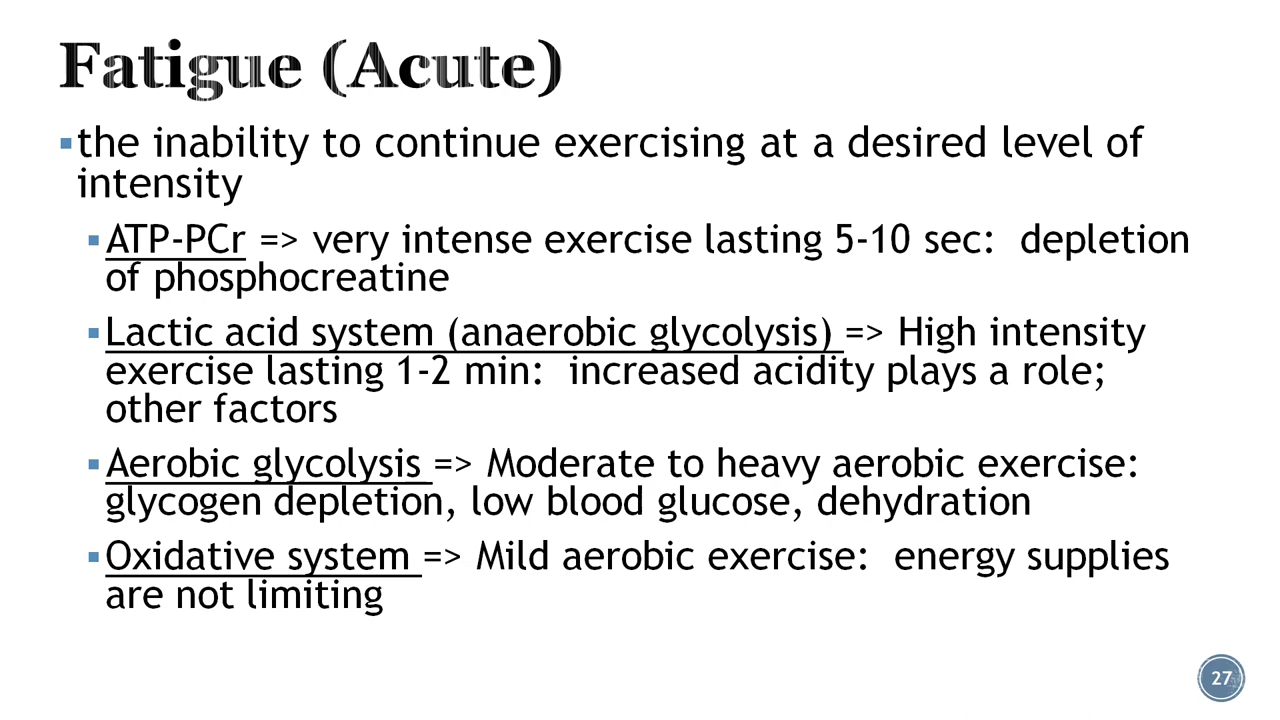 Fatigue (Acute)
▪the inability to continue exercising at a desired level of
intensity
▪ATP-PCr => very intense exercise lasting 5-10 sec:  depletion
of phosphocreatine
▪Lactic acid system (anaerobic glycolysis) => High intensity
exercise lasting 1-2 min:  increased acidity plays a role;
other factors
▪Aerobic glycolysis => Moderate to heavy aerobic exercise:
glycogen depletion, low blood glucose, dehydration
▪Oxidative system => Mild aerobic exercise:  energy supplies
are not limiting
27